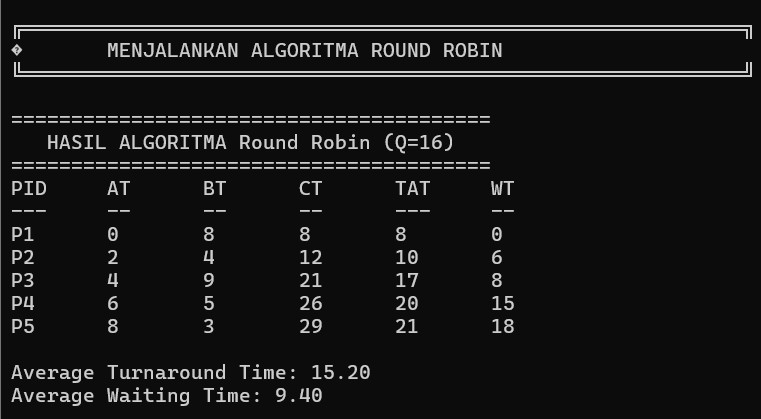 � MENJALANKAN ALGORITMA ROUND ROBIN
========================================
HASIL ALGORITMA Round Robin (Q=16)
========================================
PID AT BT CT TAT WT
--- -- -- -- --- --
P1 0 8 8 8 0
P2 2 4 12 10 6
P3 4 9 21 17 8
P4 6 5 26 20 15
P5 8 3 29 21 18
Average Turnaround Time: 15.20
Average Waiting Time: 9.40